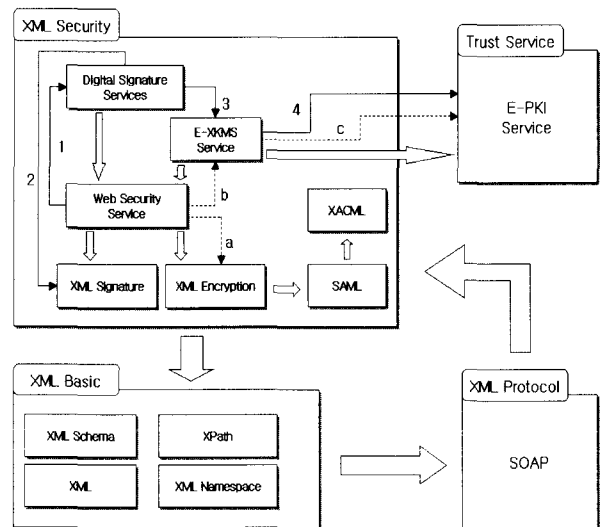 XML Security
Digital Signature
Services
3
E-XKMS
Service
4
c
1
2
Web Security
Service
b
a
XACML
XML Signature
XML Encryption
SAML
Trust Service
E-PKI
Service
XML Basic
XML Schema
XPath
XML
XML Namespace
XML Protocol
SOAP